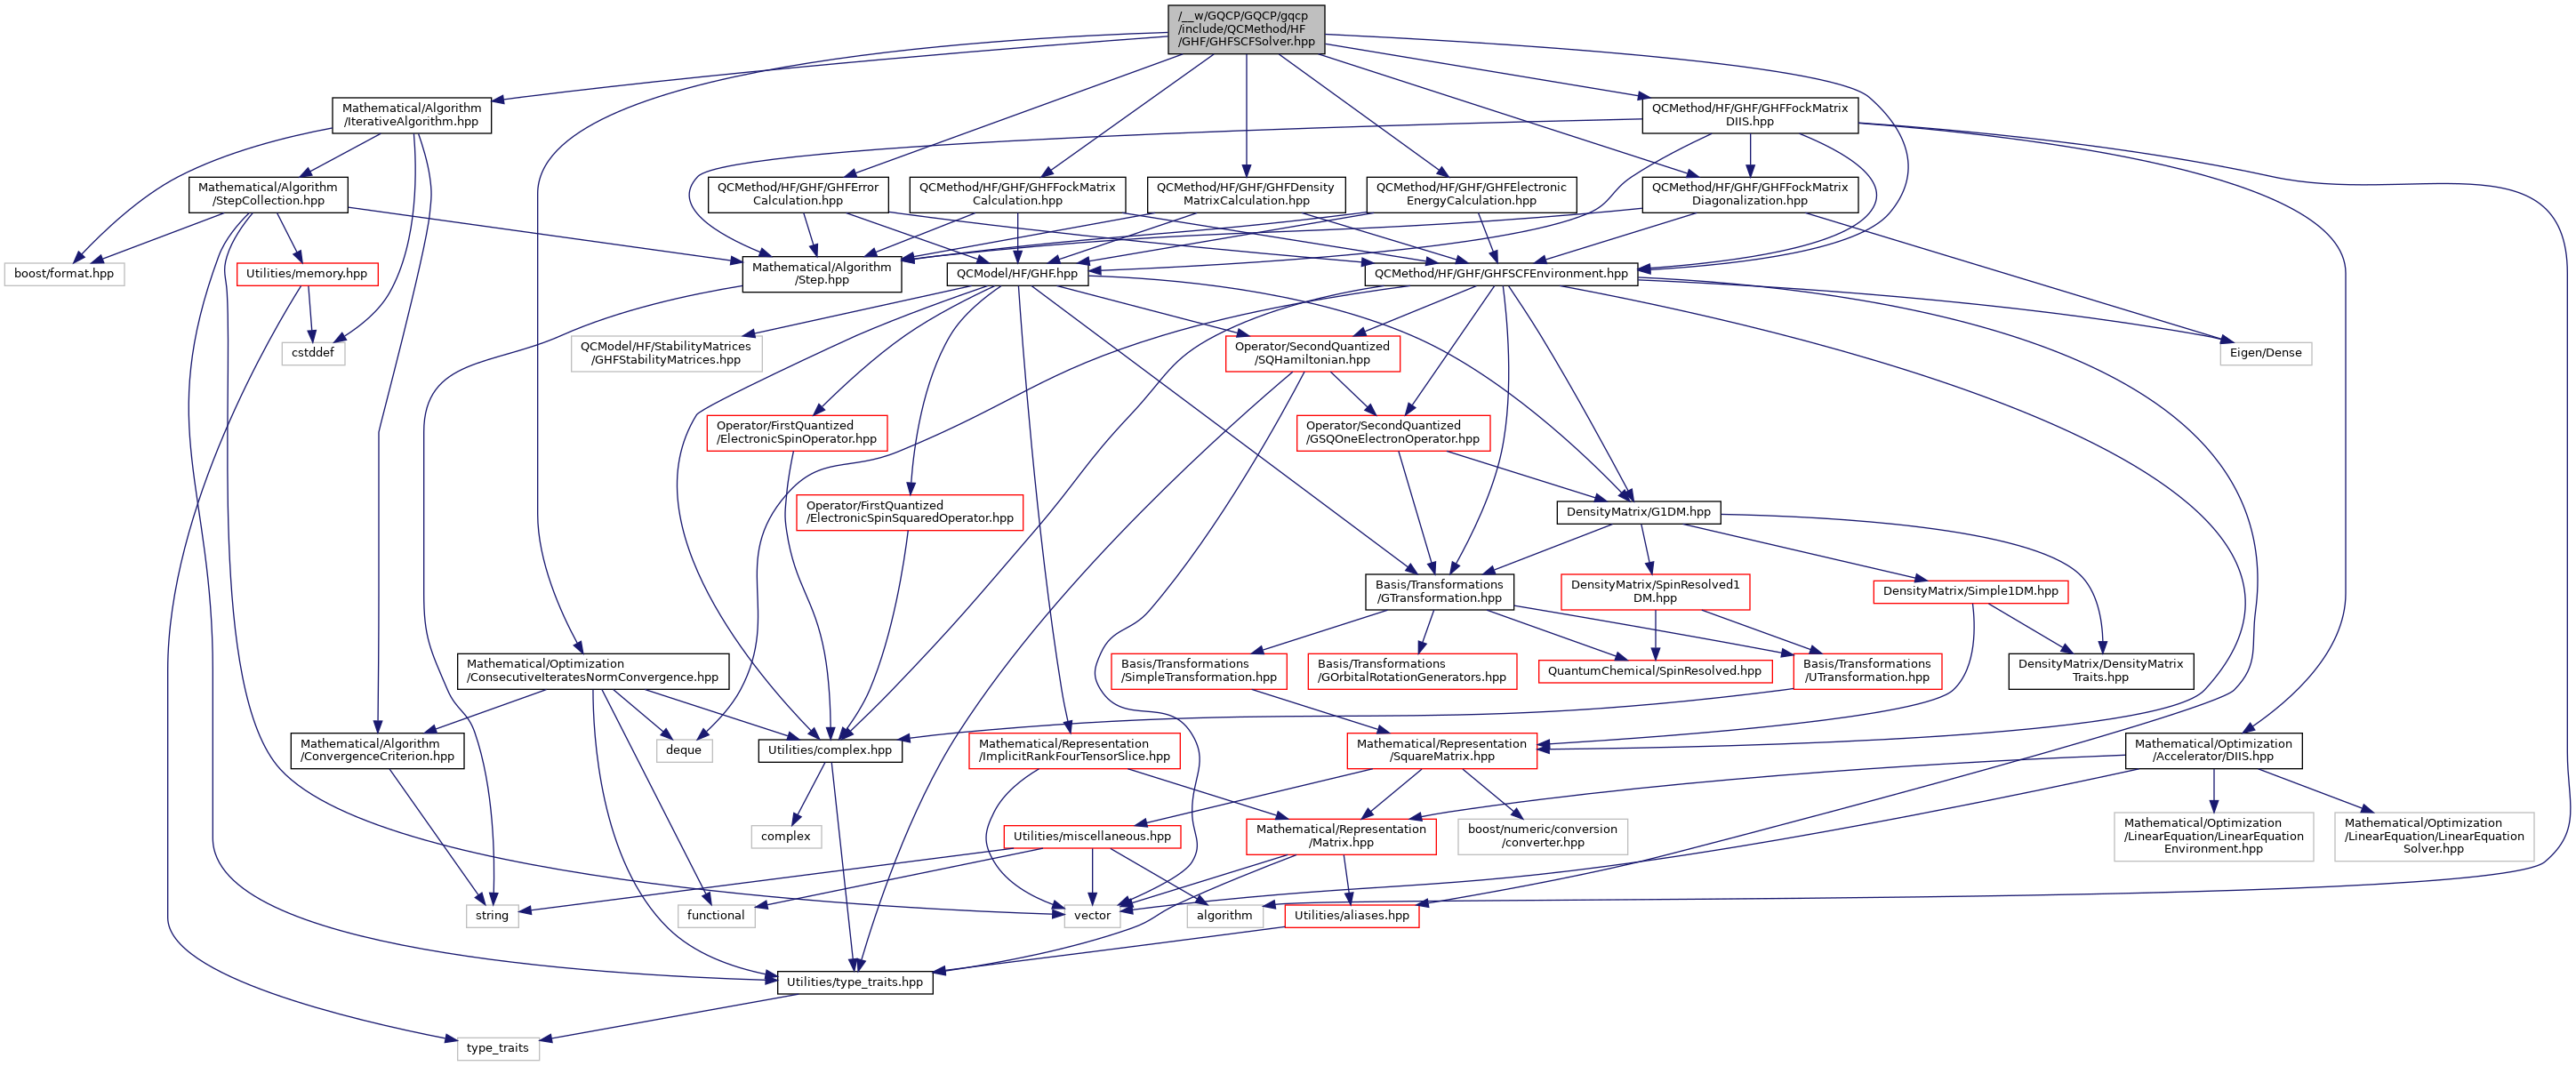 /__w/GQCP/GQCP/gqcp
/include/QCMethod/HF
/GHF/GHFSCFSolver.hpp
Mathematical/Algorithm
/IterativeAlgorithm.hpp
QCMethod/HF/GHF/GHFFockMatrix
DIIS.hpp
Mathematical/Algorithm
/StepCollection.hpp
QCMethod/HF/GHF/GHFError
Calculation.hpp
QCMethod/HF/GHF/GHFFockMatrix
Calculation.hpp
QCMethod/HF/GHF/GHFDensity
MatrixCalculation.hpp
QCMethod/HF/GHF/GHFElectronic
EnergyCalculation.hpp
QCMethod/HF/GHF/GHFFockMatrix
Diagonalization.hpp
boost/format.hpp
Utilities/memory.hpp
Mathematical/Algorithm
/Step.hpp
QCModel/HF/GHF.hpp
QCMethod/HF/GHF/GHFSCFEnvironment.hpp
cstddef
QCModel/HF/StabilityMatrices
/GHFStabilityMatrices.hpp
Operator/SecondQuantized
/SQHamiltonian.hpp
Eigen/Dense
Operator/FirstQuantized
/ElectronicSpinOperator.hpp
Operator/SecondQuantized
/GSQOneElectronOperator.hpp
Operator/FirstQuantized
/ElectronicSpinSquaredOperator.hpp
DensityMatrix/G1DM.hpp
Basis/Transformations
/GTransformation.hpp
DensityMatrix/SpinResolved1
DM.hpp
DensityMatrix/Simple1DM.hpp
Mathematical/Optimization
/ConsecutiveIteratesNormConvergence.hpp
Basis/Transformations
/SimpleTransformation.hpp
Basis/Transformations
/GOrbitalRotationGenerators.hpp
QuantumChemical/SpinResolved.hpp
Basis/Transformations
/UTransformation.hpp
DensityMatrix/DensityMatrix
Traits.hpp
Mathematical/Algorithm
/ConvergenceCriterion.hpp
deque
Utilities/complex.hpp
Mathematical/Representation
/ImplicitRankFourTensorSlice.hpp
Mathematical/Representation
/SquareMatrix.hpp
Mathematical/Optimization
/Accelerator/DIIS.hpp
complex
Utilities/miscellaneous.hpp
Mathematical/Representation
/Matrix.hpp
boost/numeric/conversion
/converter.hpp
Mathematical/Optimization
/LinearEquation/LinearEquation
Environment.hpp
Mathematical/Optimization
/LinearEquation/LinearEquation
Solver.hpp
string
functional
vector
algorithm
Utilities/aliases.hpp
Utilities/type_traits.hpp
type_traits